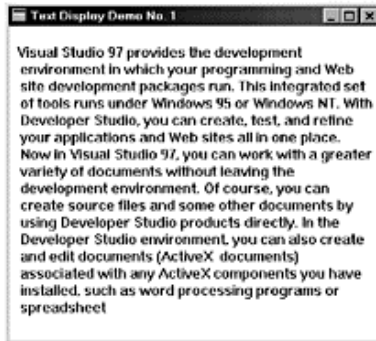 Text Display Demo No. 1
Visual Studio 97 provides the development
environment in which your programming and Web
site development packages run. This integrated set
of tools runs under Windows 95 or Windows NT. With
Developer Studio, you can create, test, and refine
your applications and Web sites all in one place.
Now in Visual Studio 97, you can work with a greater
variety of documents without leaving the
development environment. Of course, you can
create source files and some other documents by
using Developer Studio products directly. In the
Developer Studio environment, you can also create
and edit documents (ActiveX documents)
associated with any ActiveX components you have
installed, such as word processing programs or
spreadsheet